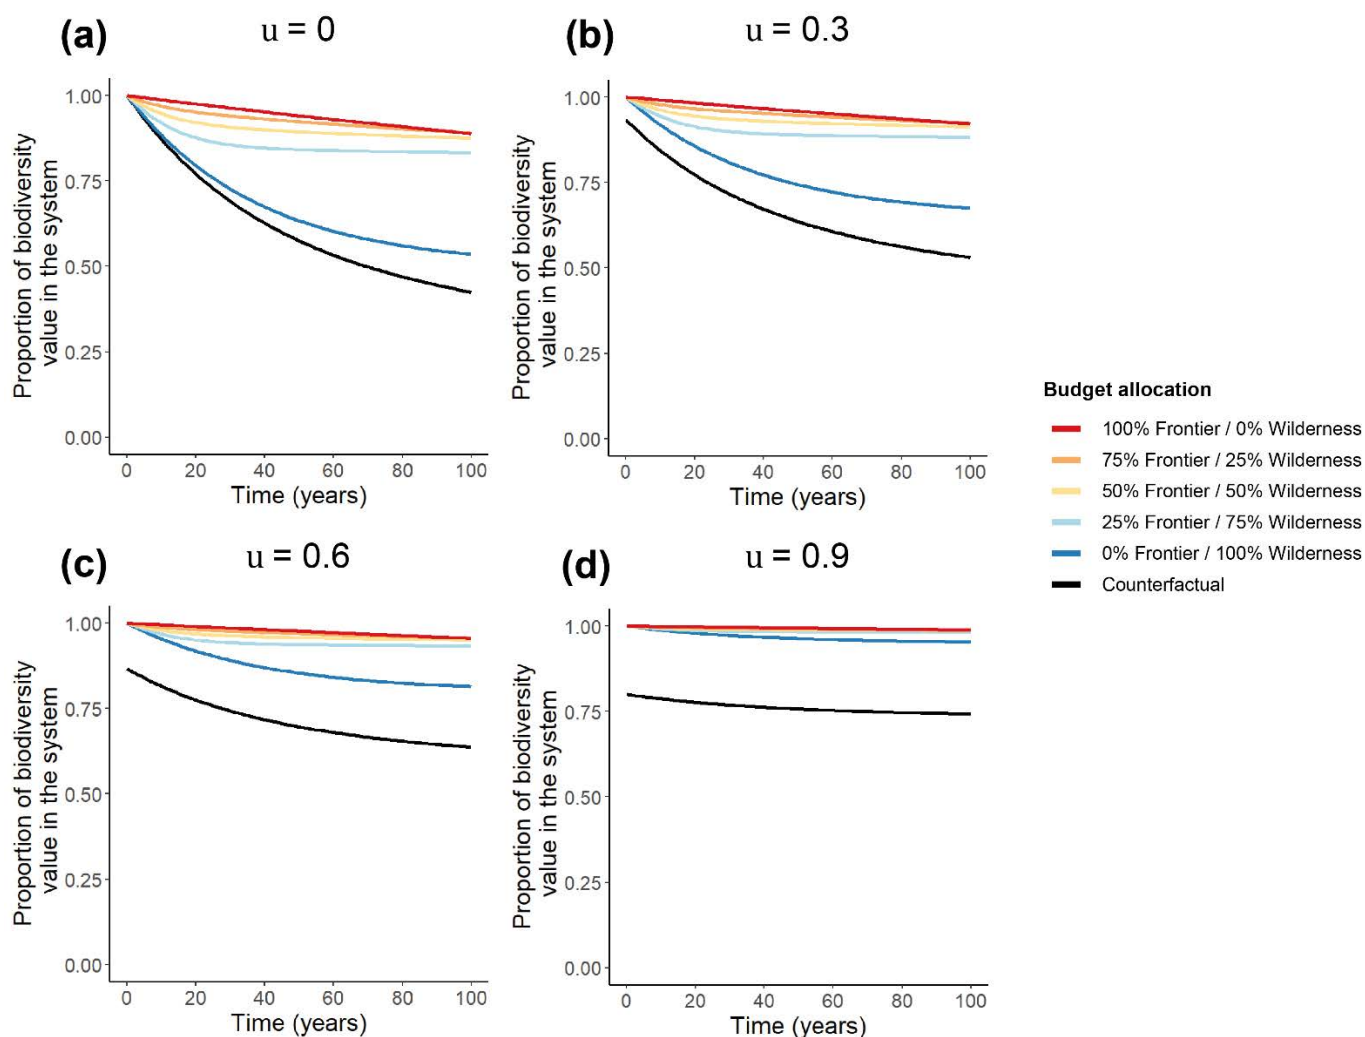 (a)
u = 0
Proportion of biodiversity
value in the system
1.00
0.75
0.50
0.25
0.00
0 20 40 60 80 100
Time (years)
(b)
u = 0.3
Proportion of biodiversity
value in the system
1.00
0.75
0.50
0.25
0.00
0 20 40 60 80 100
Time (years)
Budget allocation
100% Frontier / 0% Wilderness
75% Frontier / 25% Wilderness
50% Frontier / 50% Wilderness
25% Frontier / 75% Wilderness
0% Frontier / 100% Wilderness
Counterfactual
(c)
u = 0.6
Proportion of biodiversity
value in the system
1.00
0.75
0.50
0.25
0.00
0 20 40 60 80 100
Time (years)
(d)
u = 0.9
Proportion of biodiversity
value in the system
1.00
0.75
0.50
0.25
0.00
0 20 40 60 80 100
Time (years)